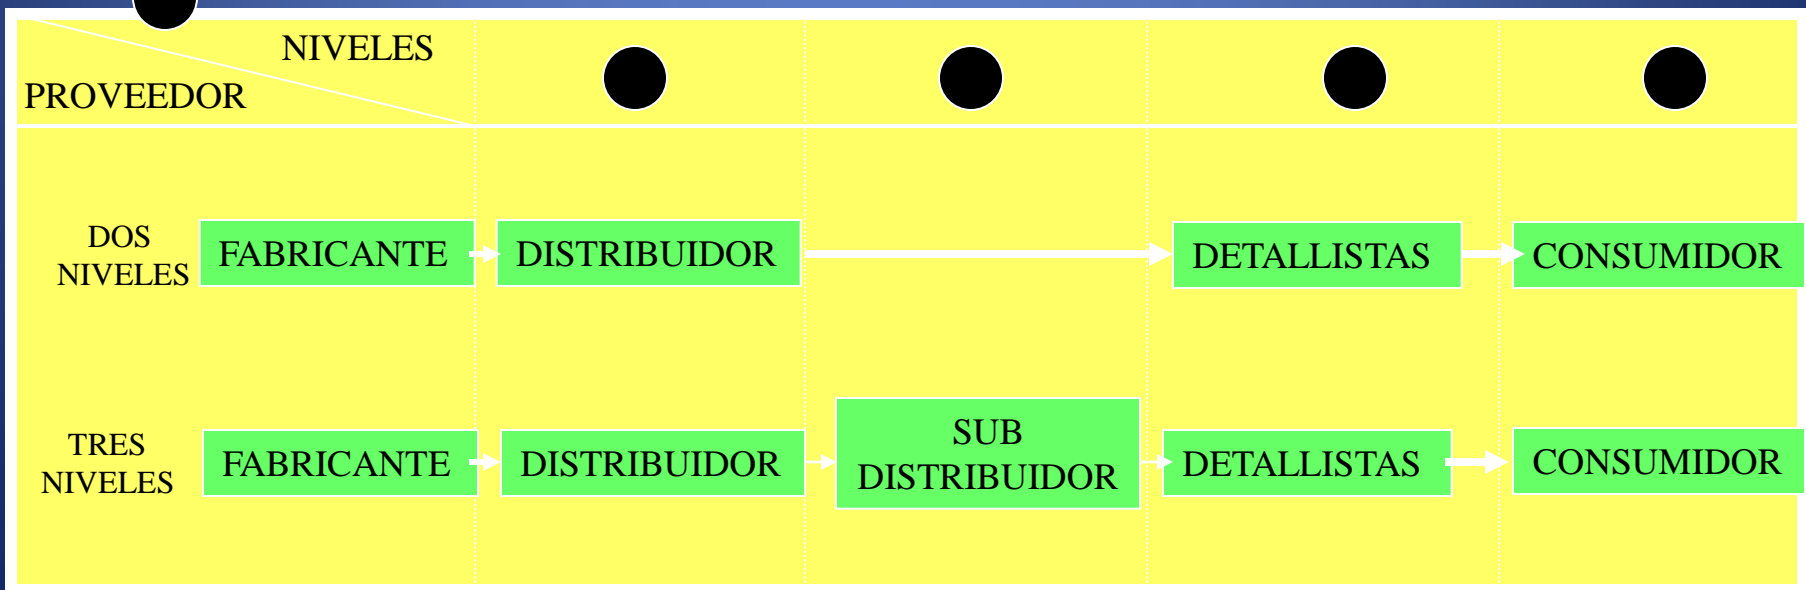 NIVELES
PROVEEDOR
DOS
NIVELES
FABRICANTE
DISTRIBUIDOR
DETALLISTAS
CONSUMIDOR
TRES
NIVELES
FABRICANTE
DISTRIBUIDOR
SUB
DISTRIBUIDOR
DETALLISTAS
CONSUMIDOR